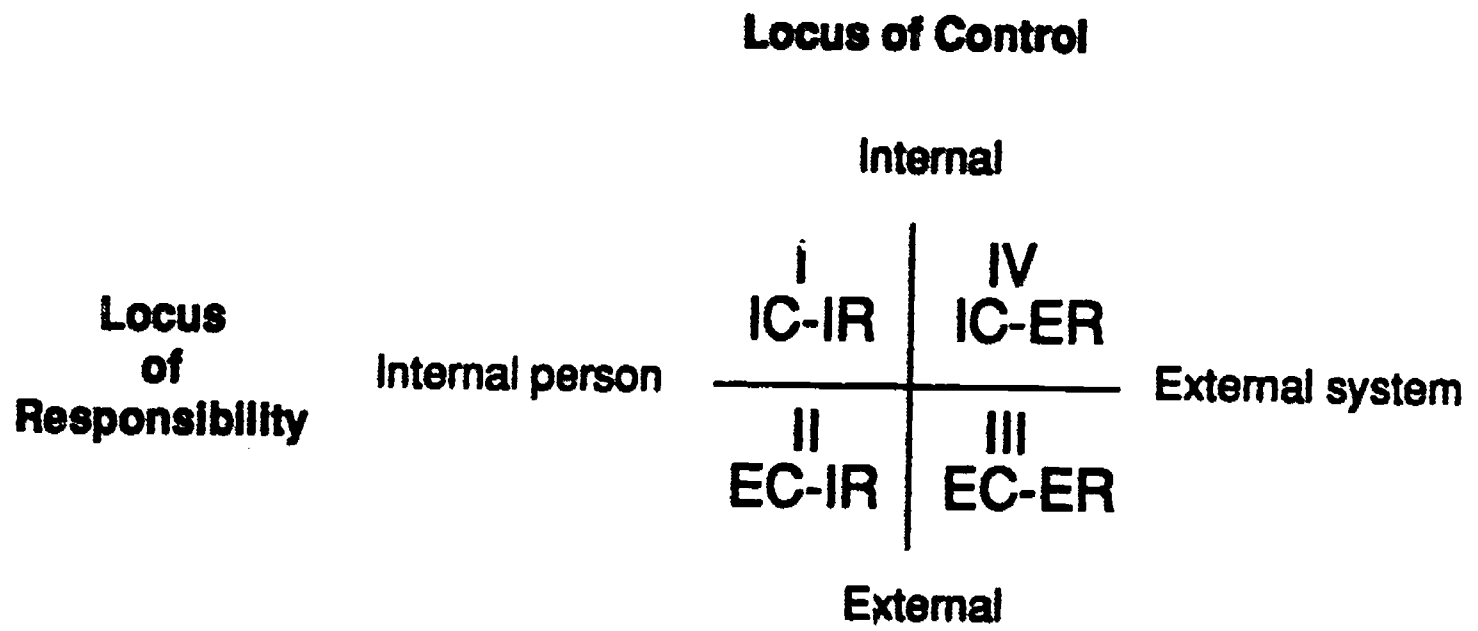 Locus of Control
Internal
I IV
IC-IR IC-ER
Locus
of
Responsibility
Internal person
External system
II III
EC-IR EC-ER
External